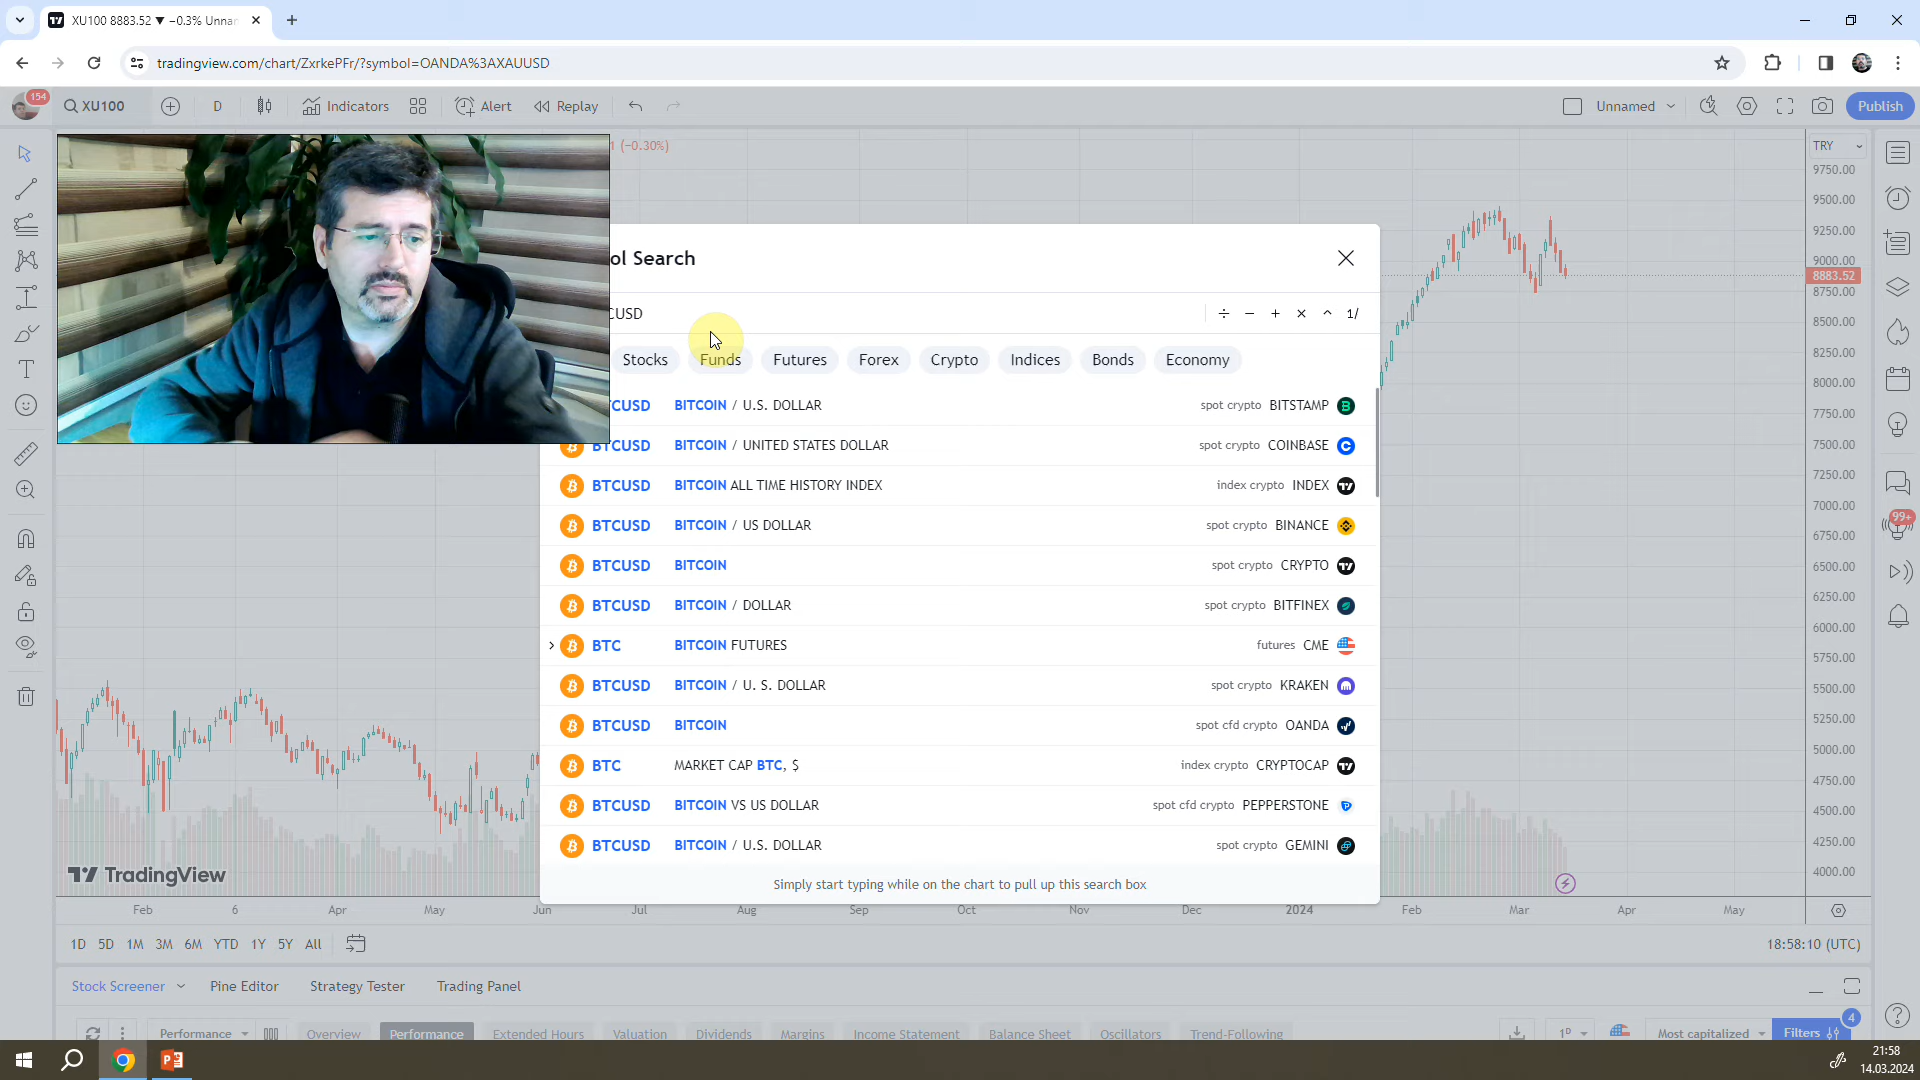 XU100 8883.52 ▼ −0.3% Unnar
tradingview.com/chart/ZxrkePFr/?symbol=OANDA%3AXAUUSD
154
XU100
D
Indicators
Alert
Replay
Unnamed
Publish
1 (−0.30%)
TRY
ol Search
CUSD
÷ − + × ^ 1/
Stocks Funds Futures Forex Crypto Indices Bonds Economy
TCUSD BITCOIN / U.S. DOLLAR spot crypto BITSTAMP
BTCUSD BITCOIN / UNITED STATES DOLLAR spot crypto COINBASE
BTCUSD BITCOIN ALL TIME HISTORY INDEX index crypto INDEX
BTCUSD BITCOIN / US DOLLAR spot crypto BINANCE
BTCUSD BITCOIN spot crypto CRYPTO
BTCUSD BITCOIN / DOLLAR spot crypto BITFINEX
BTC BITCOIN FUTURES futures CME
BTCUSD BITCOIN / U. S. DOLLAR spot crypto KRAKEN
BTCUSD BITCOIN spot cfd crypto OANDA
BTC MARKET CAP BTC, $ index crypto CRYPTOCAP
BTCUSD BITCOIN VS US DOLLAR spot cfd crypto PEPPERSTONE
BTCUSD BITCOIN / U.S. DOLLAR spot crypto GEMINI
Simply start typing while on the chart to pull up this search box
9750.00
9500.00
9250.00
9000.00
8883.52
8750.00
8500.00
8250.00
8000.00
7750.00
7500.00
7250.00
7000.00
6750.00
6500.00
6250.00
6000.00
5750.00
5500.00
5250.00
5000.00
4750.00
4500.00
4250.00
4000.00
99+
TradingView
Feb 6 Apr May Jun Jul Aug Sep Oct Nov Dec 2024 Feb Mar Apr May
1D 5D 1M 3M 6M YTD 1Y 5Y All
18:58:10 (UTC)
Stock Screener Pine Editor Strategy Tester Trading Panel
Performance Overview Performance Extended Hours Valuation Dividends Margins Income Statement Balance Sheet Oscillators Trend-Following
1D
Most capitalized
Filters
4
21:58
14.03.2024